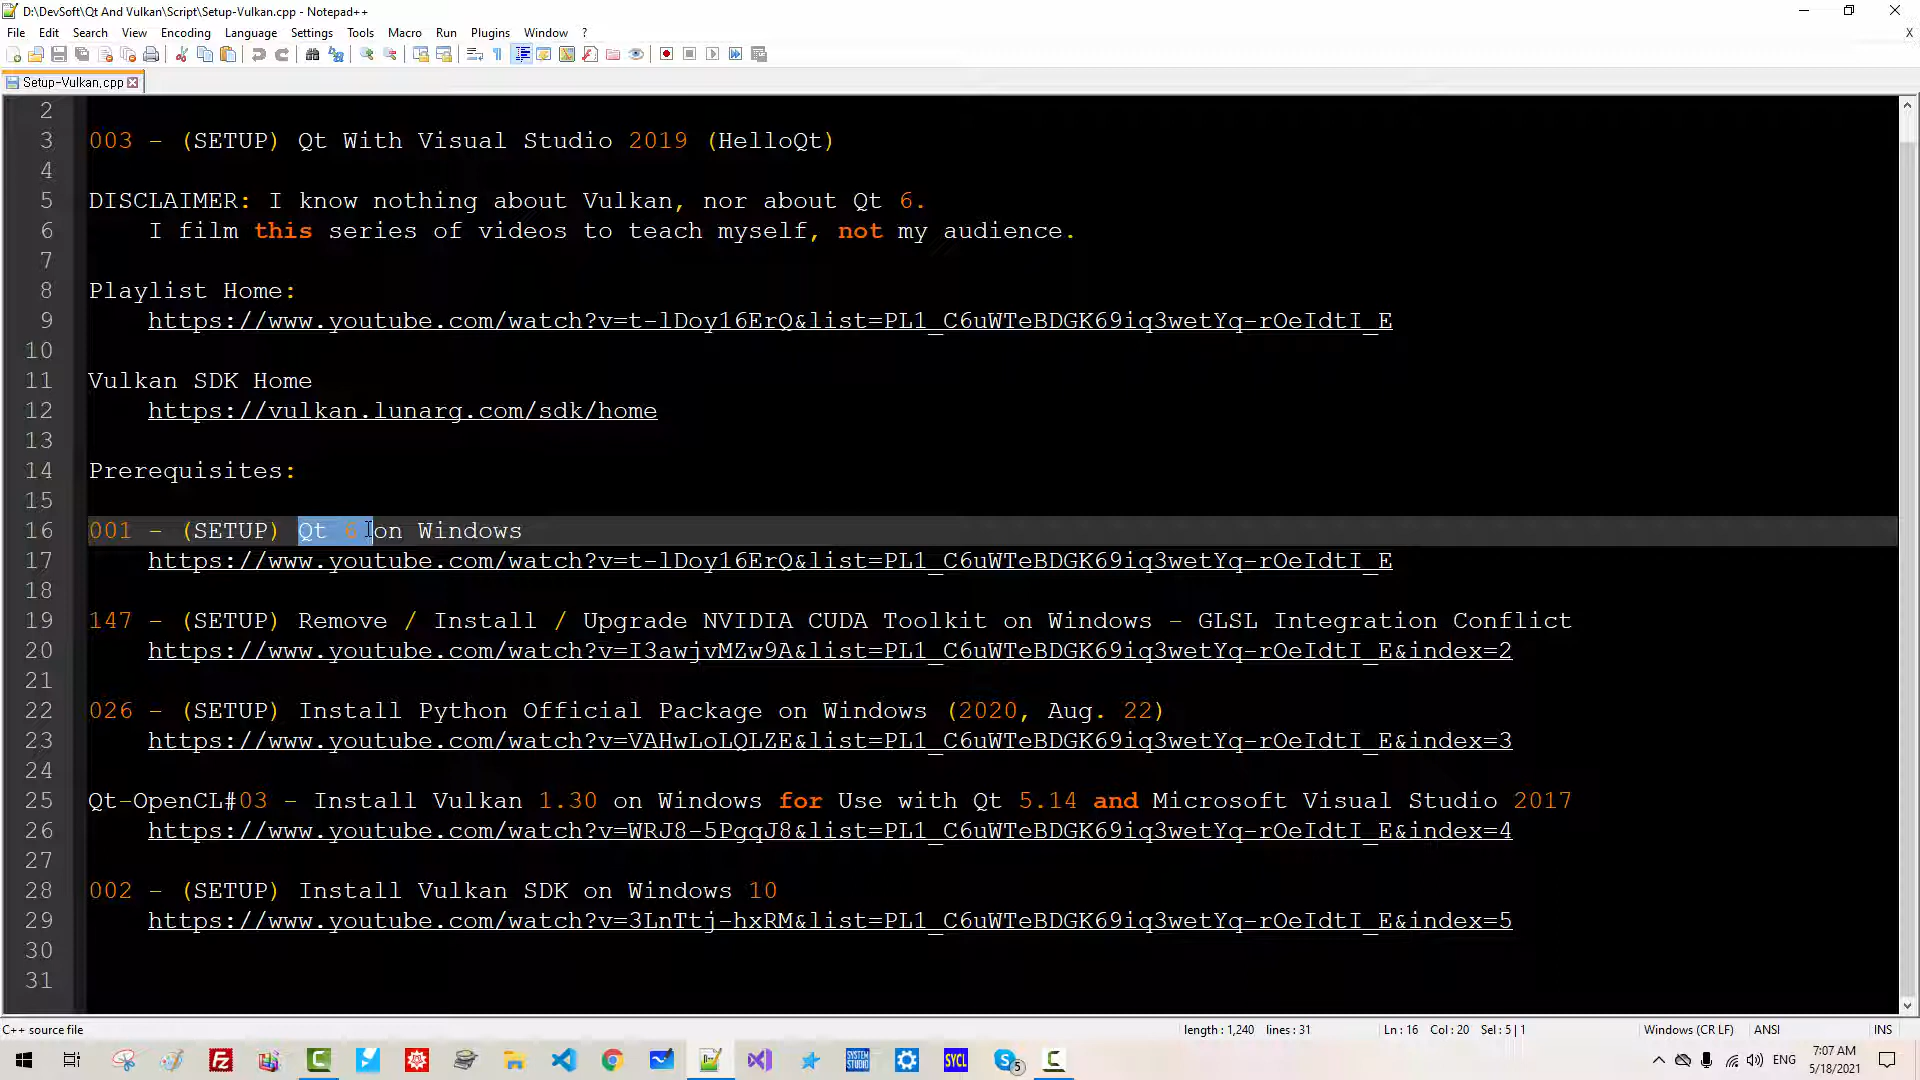 D:\DevSoft\Qt And Vulkan\Script\Setup-Vulkan.cpp - Notepad++
File Edit Search View Encoding Language Settings Tools Macro Run Plugins Window ? X
Setup-Vulkan.cpp
2
3 003 - (SETUP) Qt With Visual Studio 2019 (HelloQt)
4
5 DISCLAIMER: I know nothing about Vulkan, nor about Qt 6.
6 I film this series of videos to teach myself, not my audience.
7
8 Playlist Home:
9 https://www.youtube.com/watch?v=t-lDoy16ErQ&list=PL1_C6uWTeBDGK69iq3wetYq-rOeIdtI_E
10
11 Vulkan SDK Home
12 https://vulkan.lunarg.com/sdk/home
13
14 Prerequisites:
15
16 001 - (SETUP) Qt 6 on Windows
17 https://www.youtube.com/watch?v=t-lDoy16ErQ&list=PL1_C6uWTeBDGK69iq3wetYq-rOeIdtI_E
18
19 147 - (SETUP) Remove / Install / Upgrade NVIDIA CUDA Toolkit on Windows - GLSL Integration Conflict
20 https://www.youtube.com/watch?v=I3awjvMZw9A&list=PL1_C6uWTeBDGK69iq3wetYq-rOeIdtI_E&index=2
21
22 026 - (SETUP) Install Python Official Package on Windows (2020, Aug. 22)
23 https://www.youtube.com/watch?v=VAHwLoLQLZE&list=PL1_C6uWTeBDGK69iq3wetYq-rOeIdtI_E&index=3
24
25 Qt-OpenCL#03 - Install Vulkan 1.30 on Windows for Use with Qt 5.14 and Microsoft Visual Studio 2017
26 https://www.youtube.com/watch?v=WRJ8-5PgqJ8&list=PL1_C6uWTeBDGK69iq3wetYq-rOeIdtI_E&index=4
27
28 002 - (SETUP) Install Vulkan SDK on Windows 10
29 https://www.youtube.com/watch?v=3LnTtj-hxRM&list=PL1_C6uWTeBDGK69iq3wetYq-rOeIdtI_E&index=5
30
31
C++ source file length : 1,240 lines : 31 Ln : 16 Col : 20 Sel : 5 | 1 Windows (CR LF) ANSI INS
SYSTEM STUDIO SYCL 5 ENG 7:07 AM
5/18/2021